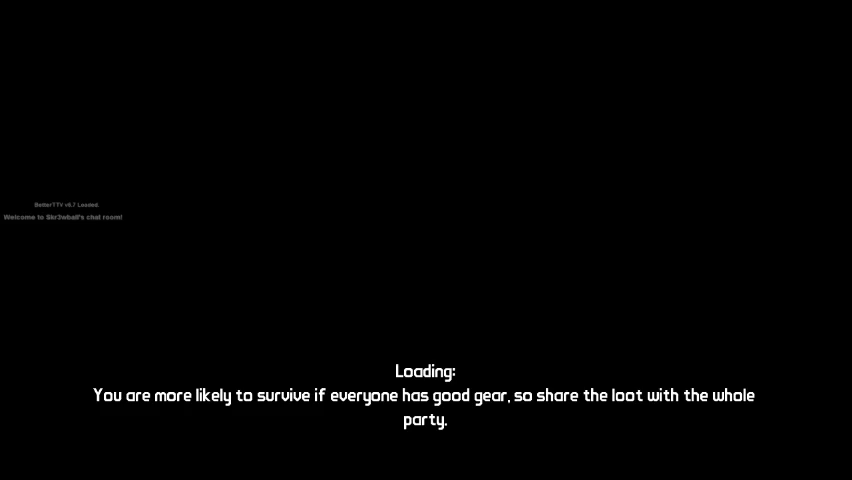 BetterTTV v6.7 Loaded.
Welcome to Skr3wball's chat room!
Loading:
You are more likely to survive if everyone has good gear, so share the loot with the whole
party.